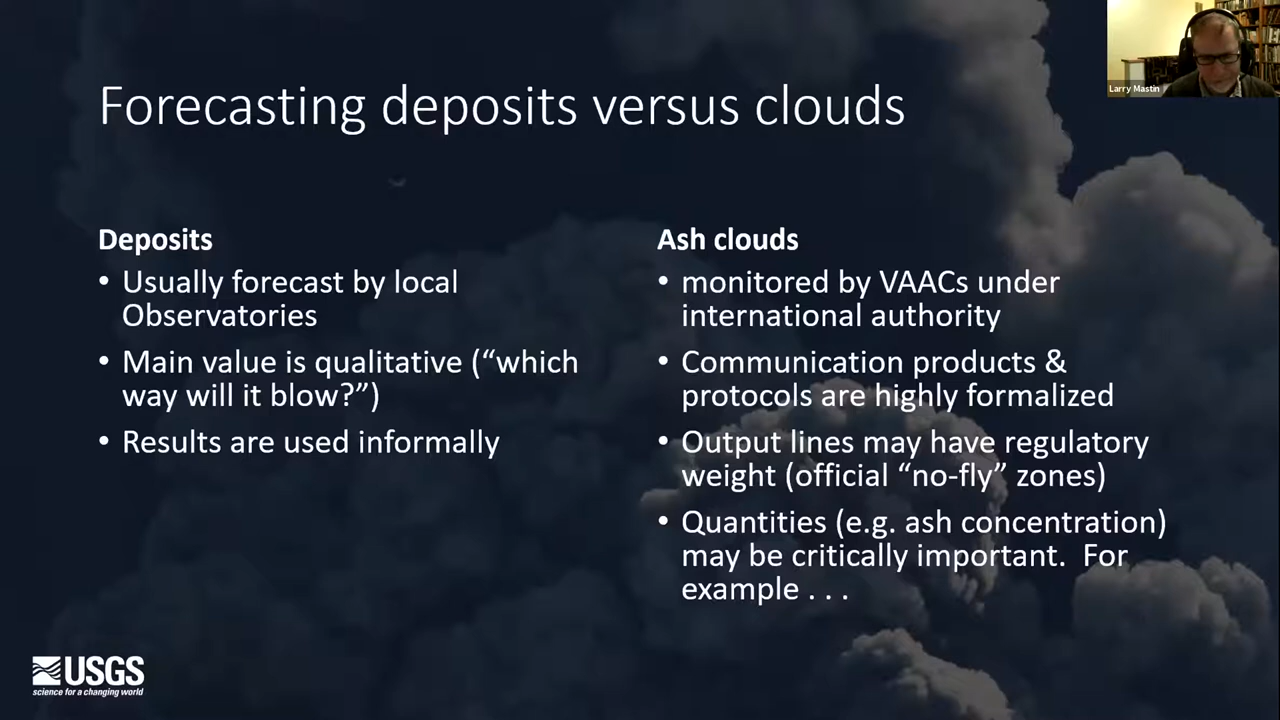 Larry Mastin
Forecasting deposits versus clouds
Deposits
• Usually forecast by local
Observatories
• Main value is qualitative (“which
way will it blow?”)
• Results are used informally
Ash clouds
• monitored by VAACs under
international authority
• Communication products &
protocols are highly formalized
• Output lines may have regulatory
weight (official “no-fly” zones)
• Quantities (e.g. ash concentration)
may be critically important.  For
example . . .
USGS
science for a changing world